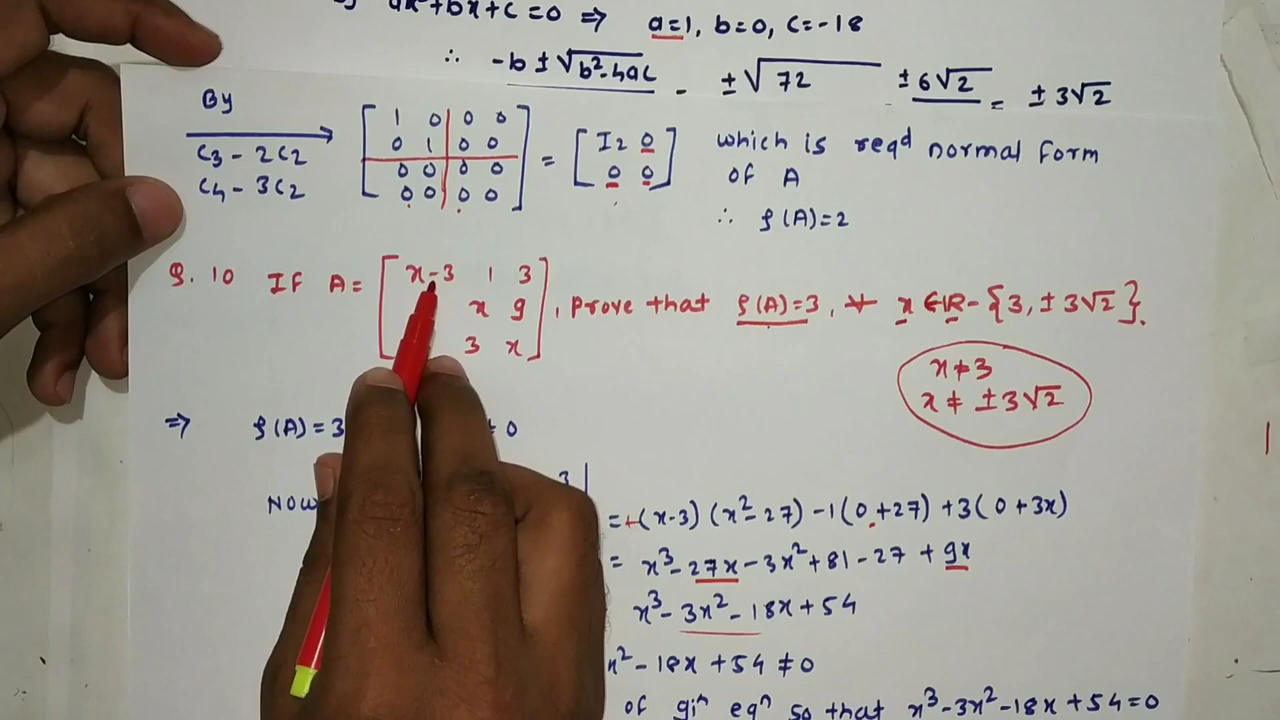 ax²+bx+c=0 ⇒ a=1, b=0, c=-18
∴ -b ± √b²-4ac - ± √72 ± 6√2 = ± 3√2
By
C3 - 2C2
C4 - 3C2
1 0 0 0
0 1 0 0
0 0 0 0
0 0 0 0
= [ I2 0
0 0 ]
which is reqd normal form
of A
∴ ρ(A)=2
Q. 10 If A= [ x-3 1 3
x 9
3 x ]
, Prove that ρ(A)=3, ∀ x ∈ IR - {3, ± 3√2}.
x ≠ 3
x ≠ ± 3√2
⇒ ρ(A)=3 ≠ 0
Now 3
= (x-3) (x²-27) -1(0+27) +3(0+3x)
= x³-27x-3x²+81-27+9x
x³-3x²-18x+54
x²-18x+54≠0
of giⁿ eqⁿ so that x³-3x²-18x+54=0